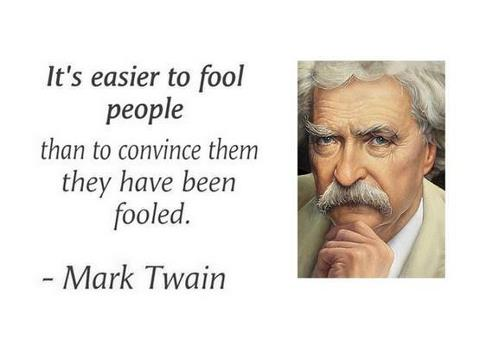 It's easier to fool
people
than to convince them
they have been
fooled.
- Mark Twain